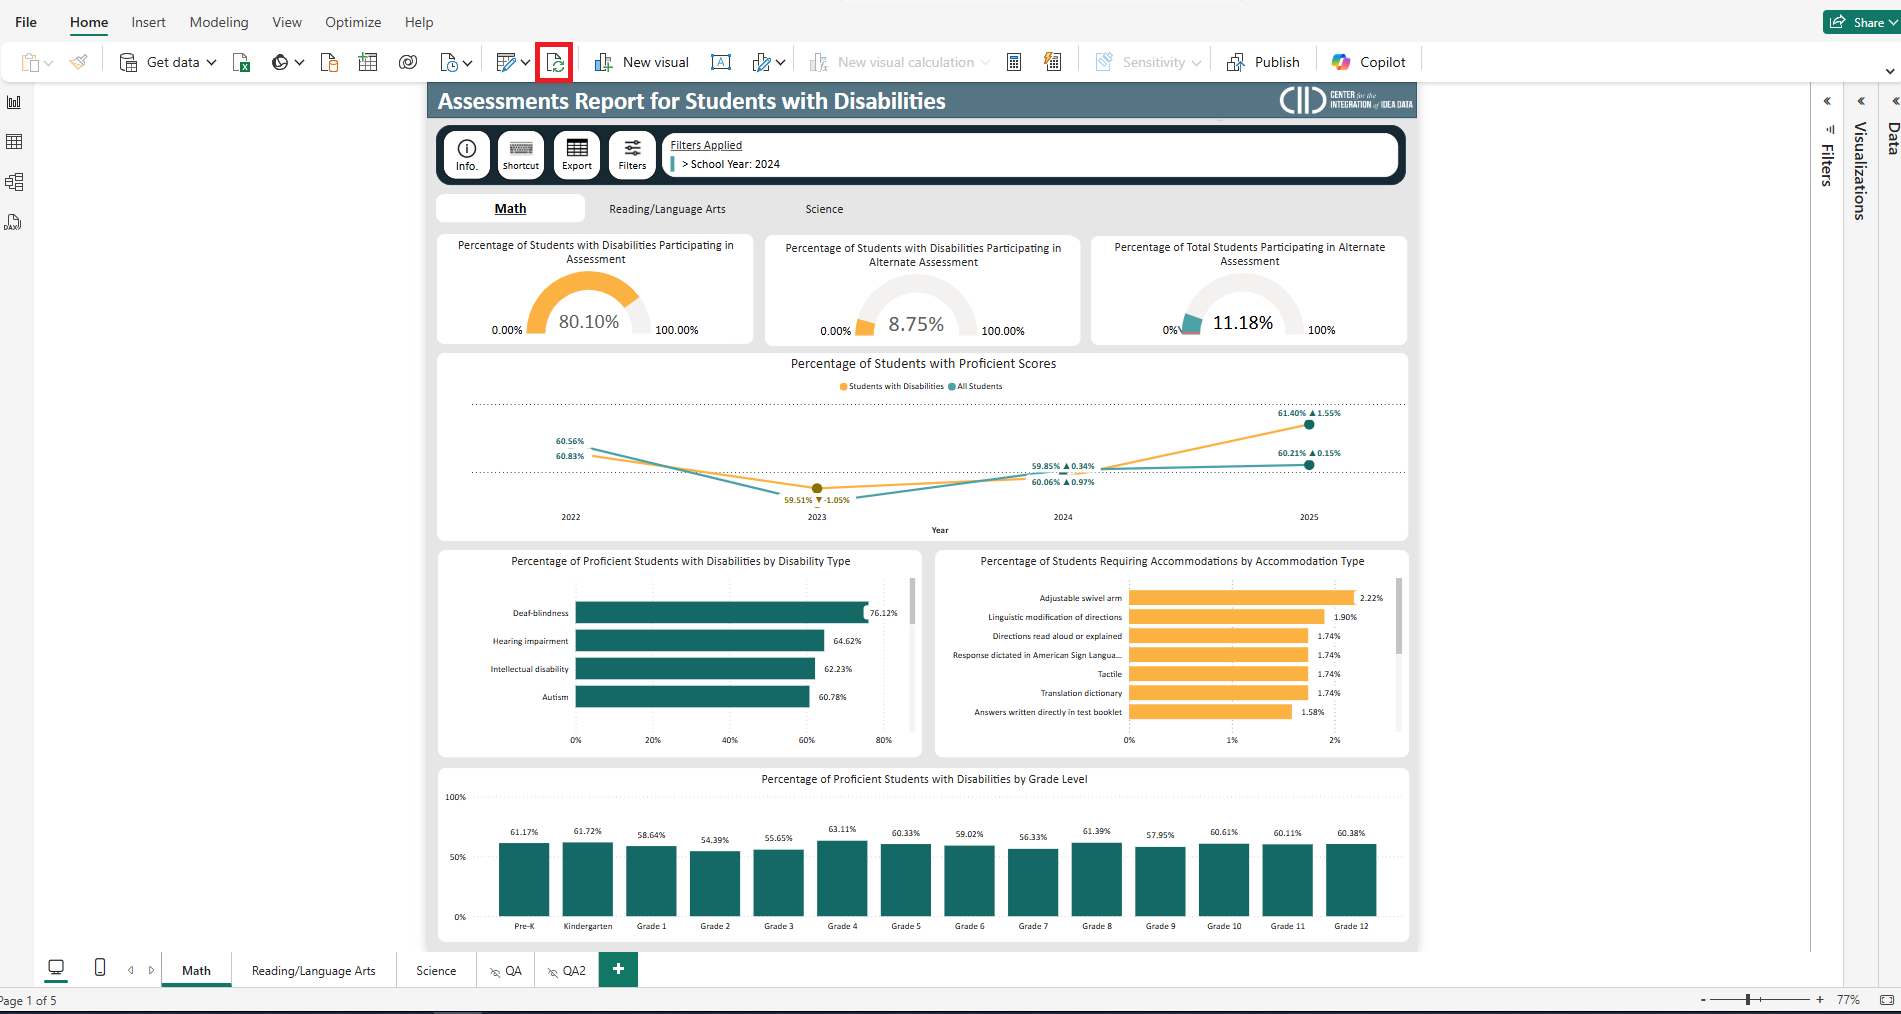 File Home Insert Modeling View Optimize Help Share
Get data New visual New visual calculation Sensitivity Publish Copilot
Assessments Report for Students with Disabilities
CENTER for the
INTEGRATION of IDEA DATA
Info. Shortcut Export Filters
Filters Applied
> School Year: 2024
Math Reading/Language Arts Science
Percentage of Students with Disabilities Participating in
Assessment
80.10%
0.00% 100.00%
Percentage of Students with Disabilities Participating in
Alternate Assessment
8.75%
0.00% 100.00%
Percentage of Total Students Participating in Alternate
Assessment
11.18%
0% 100%
Percentage of Students with Proficient Scores
Students with Disabilities All Students
61.40% ▲1.55%
60.56%
60.83%
60.21% ▲0.15%
59.85% ▲0.34%
60.06% ▲0.97%
59.51% ▼-1.05%
2022 2023 2024 2025
Year
Percentage of Proficient Students with Disabilities by Disability Type
Deaf-blindness 76.12%
Hearing impairment 64.62%
Intellectual disability 62.23%
Autism 60.78%
0% 20% 40% 60% 80%
Percentage of Students Requiring Accommodations by Accommodation Type
Adjustable swivel arm 2.22%
Linguistic modification of directions 1.90%
Directions read aloud or explained 1.74%
Response dictated in American Sign Langua... 1.74%
Tactile 1.74%
Translation dictionary 1.74%
Answers written directly in test booklet 1.58%
0% 1% 2%
Percentage of Proficient Students with Disabilities by Grade Level
100%
61.17% 61.72% 58.64% 54.39% 55.65% 63.11% 60.33% 59.02% 56.33% 61.39% 57.95% 60.61% 60.11% 60.38%
50%
0%
Pre-K Kindergarten Grade 1 Grade 2 Grade 3 Grade 4 Grade 5 Grade 6 Grade 7 Grade 8 Grade 9 Grade 10 Grade 11 Grade 12
Filters
Visualizations
Data
DAX
Math Reading/Language Arts Science QA QA2 +
Page 1 of 5
- + 77%